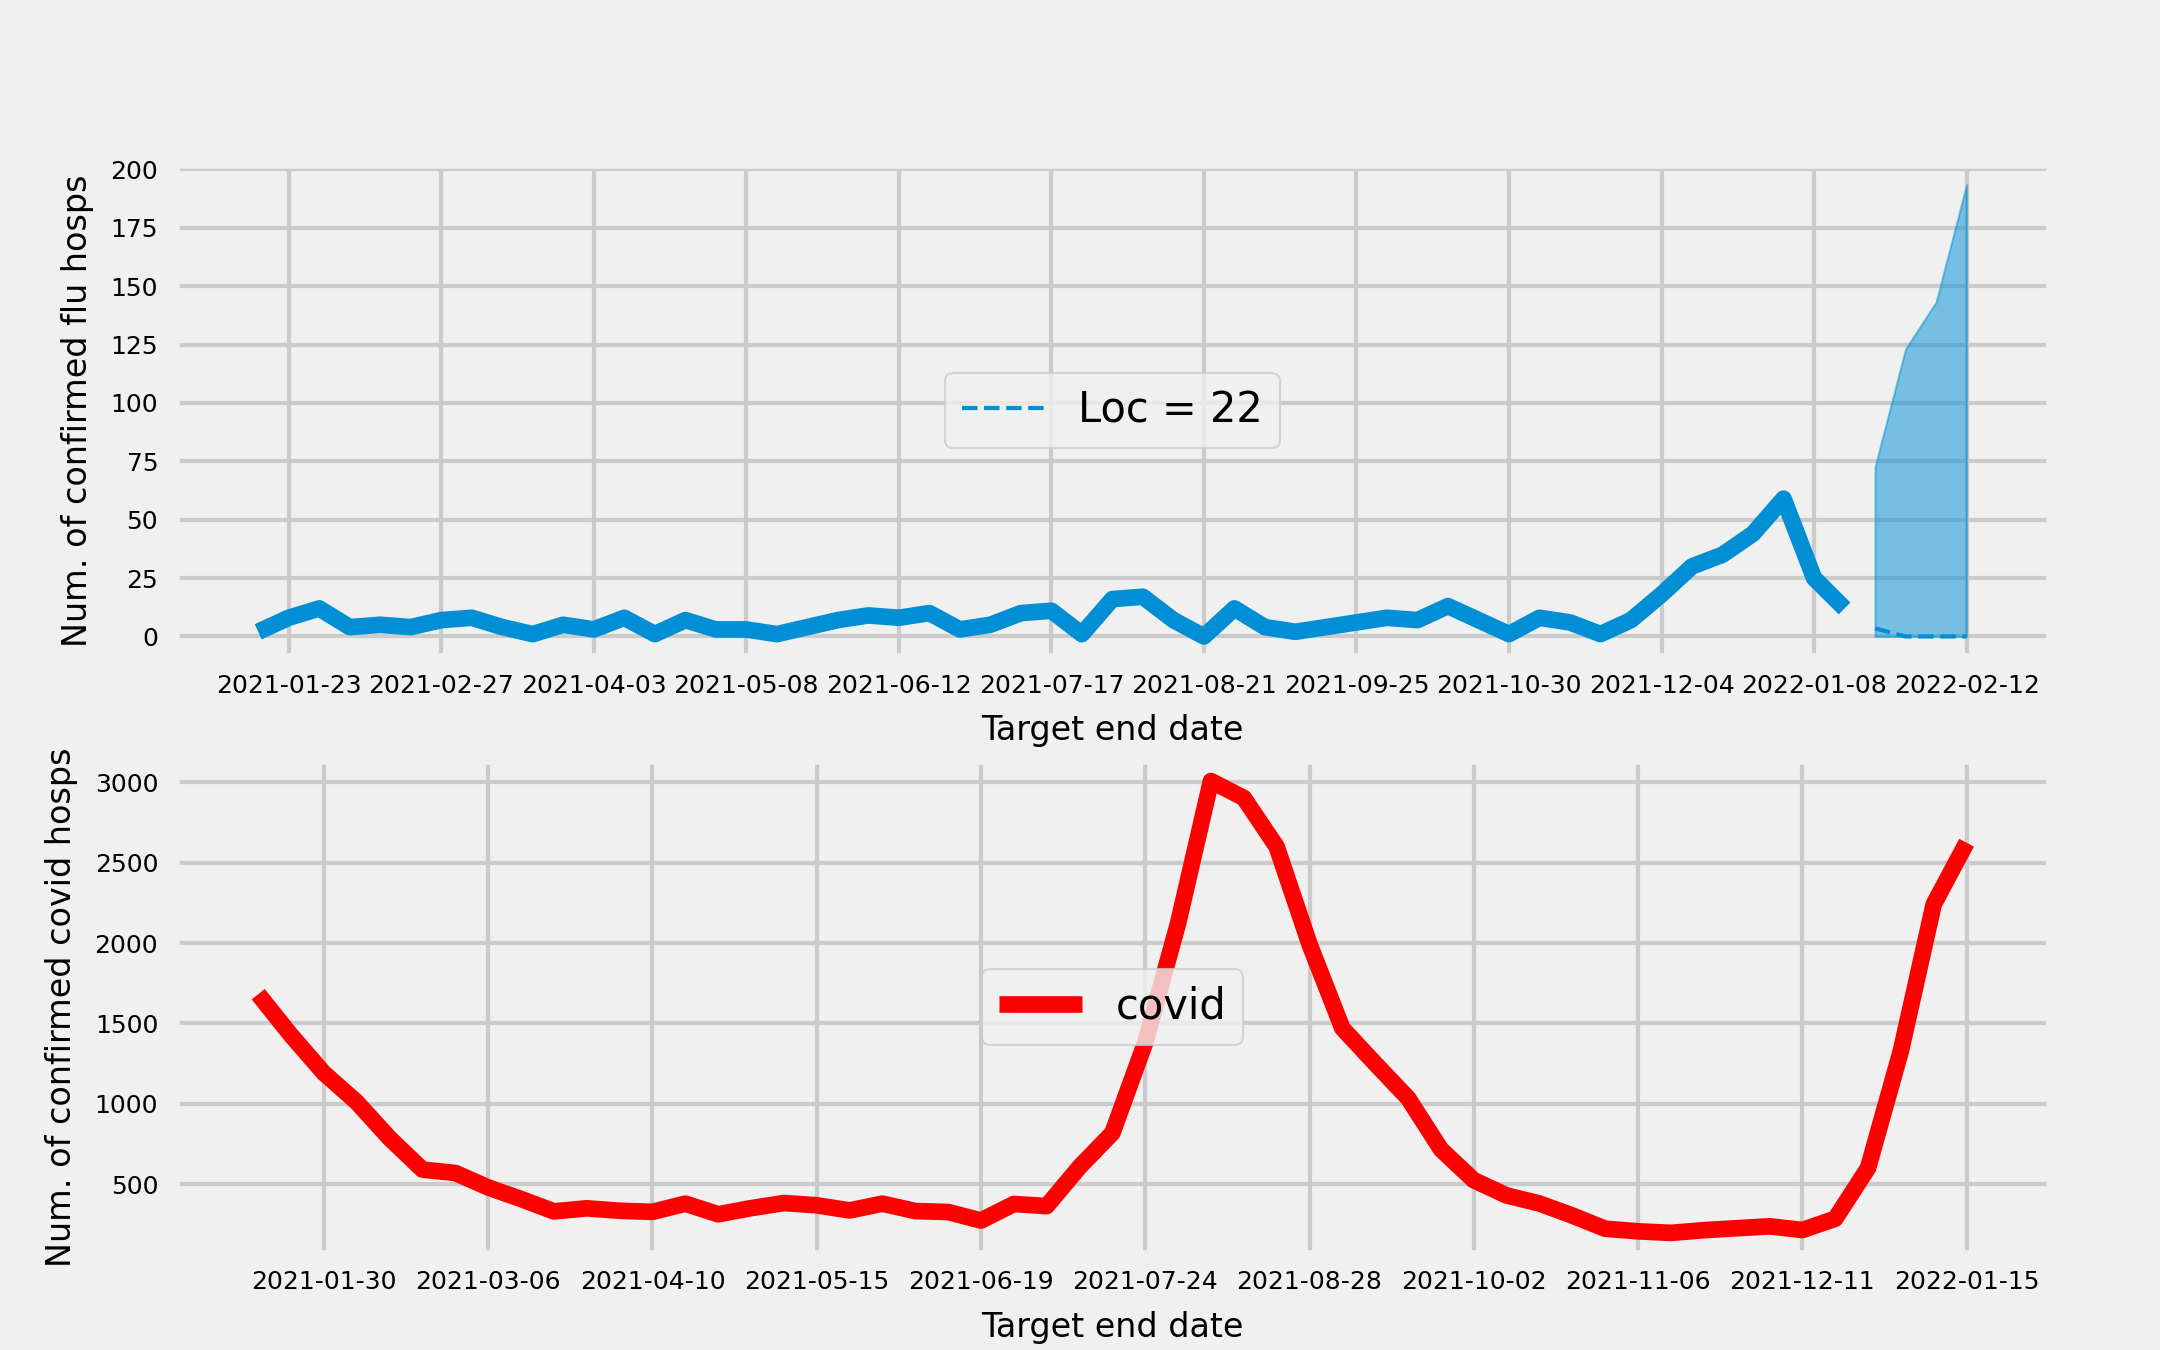 Num. of confirmed flu hosps
200
175
150
125
100
75
50
25
0
Loc = 22
2021-01-23 2021-02-27 2021-04-03 2021-05-08 2021-06-12 2021-07-17 2021-08-21 2021-09-25 2021-10-30 2021-12-04 2022-01-08 2022-02-12
Target end date
Num. of confirmed covid hosps
3000
2500
2000
1500
1000
500
covid
2021-01-30 2021-03-06 2021-04-10 2021-05-15 2021-06-19 2021-07-24 2021-08-28 2021-10-02 2021-11-06 2021-12-11 2022-01-15
Target end date